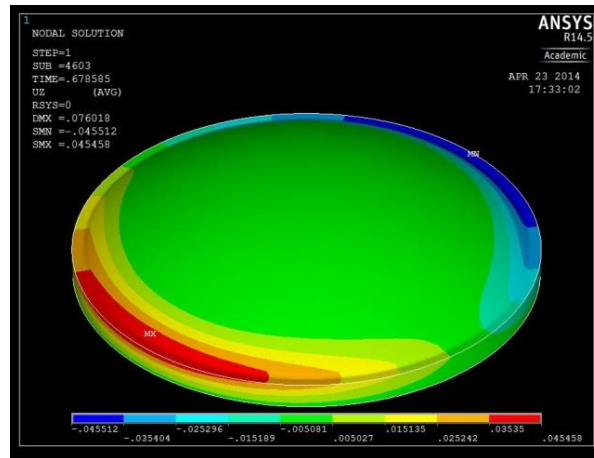 1
NODAL SOLUTION
STEP=1
SUB =4603
TIME=.678585
UZ (AVG)
RSYS=0
DMX =.076018
SMN =-.045512
SMX =.045458
ANSYS
R14.5
Academic
APR 23 2014
17:33:02
MN
MX
-.045512 -.025296 -.005081 .015135 .03535
-.035404 -.015189 .005027 .025242 .045458